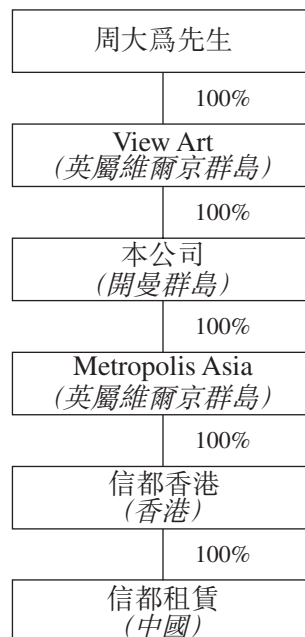 周大爲先生
100%
View Art
(英屬維爾京群島)
100%
本公司
(開曼群島)
100%
Metropolis Asia
(英屬維爾京群島)
100%
信都香港
(香港)
100%
信都租賃
(中國)